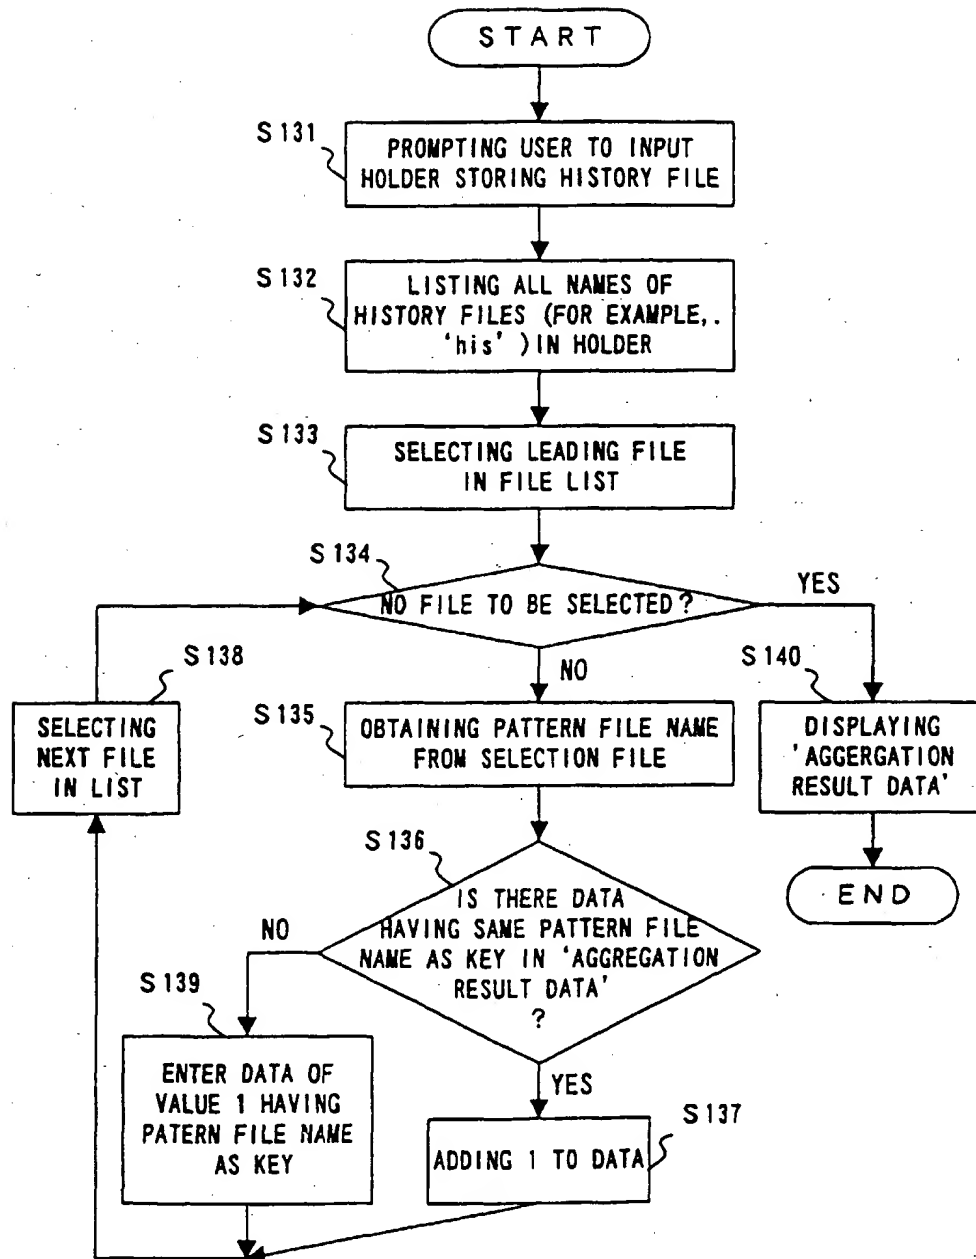 START
S131
PROMPTING USER TO INPUT
HOLDER STORING HISTORY FILE
S132
LISTING ALL NAMES OF
HISTORY FILES (FOR EXAMPLE,.
'his' )IN HOLDER
S133
SELECTING LEADING FILE
IN FILE LIST
S134
NO FILE TO BE SELECTED?
YES
NO
S138
SELECTING
NEXT FILE
IN LIST
S135
OBTAINING PATTERN FILE NAME
FROM SELECTION FILE
S140
DISPLAYING
'AGGERGATION
RESULT DATA'
END
S136
IS THERE DATA
HAVING SAME PATTERN FILE
NAME AS KEY IN 'AGGREGATION
RESULT DATA'
?
NO
YES
S139
ENTER DATA OF
VALUE 1 HAVING
PATERN FILE NAME
AS KEY
S137
ADDING 1 TO DATA